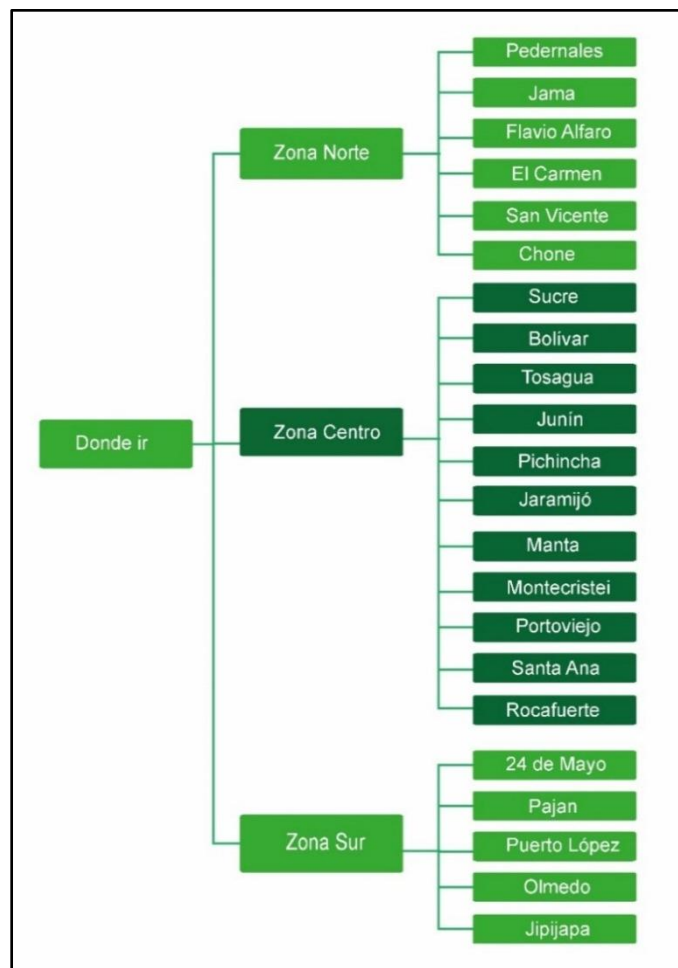 Donde ir
Zona Norte
Pedernales
Jama
Flavio Alfaro
El Carmen
San Vicente
Chone
Zona Centro
Sucre
Bolívar
Tosagua
Junín
Pichincha
Jaramijó
Manta
Montecristei
Portoviejo
Santa Ana
Rocafuerte
Zona Sur
24 de Mayo
Pajan
Puerto López
Olmedo
Jipijapa